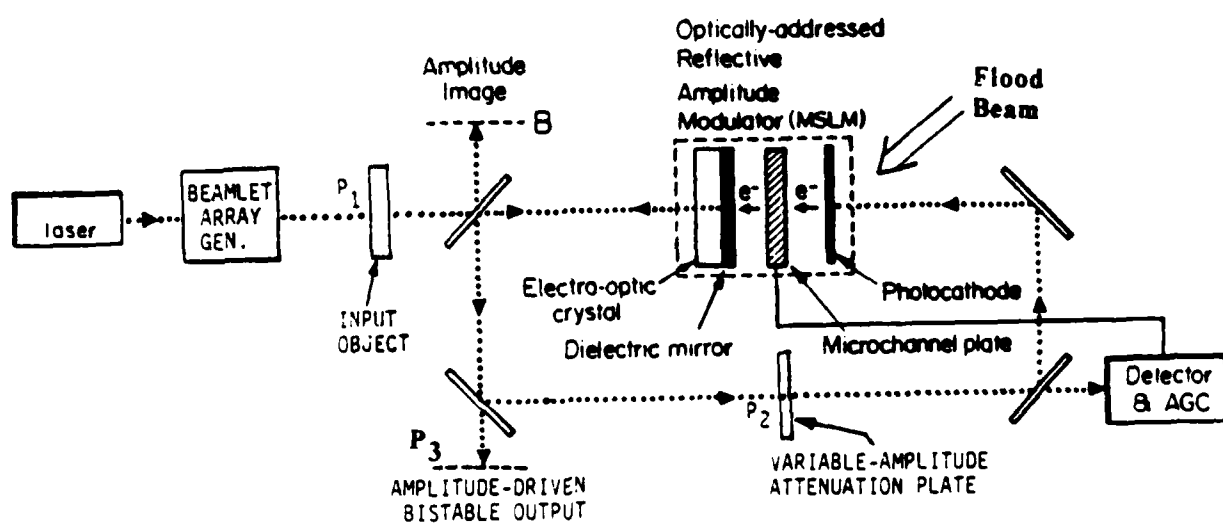 Optically-addressed
Reflective
Amplitude
Modulator (MSLM)
Flood
Beam
Amplitude
Image
B
P1
laser
BEAMLET
ARRAY
GEN.
e-
e-
INPUT
OBJECT
Electro-optic
crystal
Dielectric mirror
Microchannel plate
Photocathode
Detector
& AGC
P2
P3
VARIABLE-AMPLITUDE
ATTENUATION PLATE
AMPLITUDE-DRIVEN
BISTABLE OUTPUT